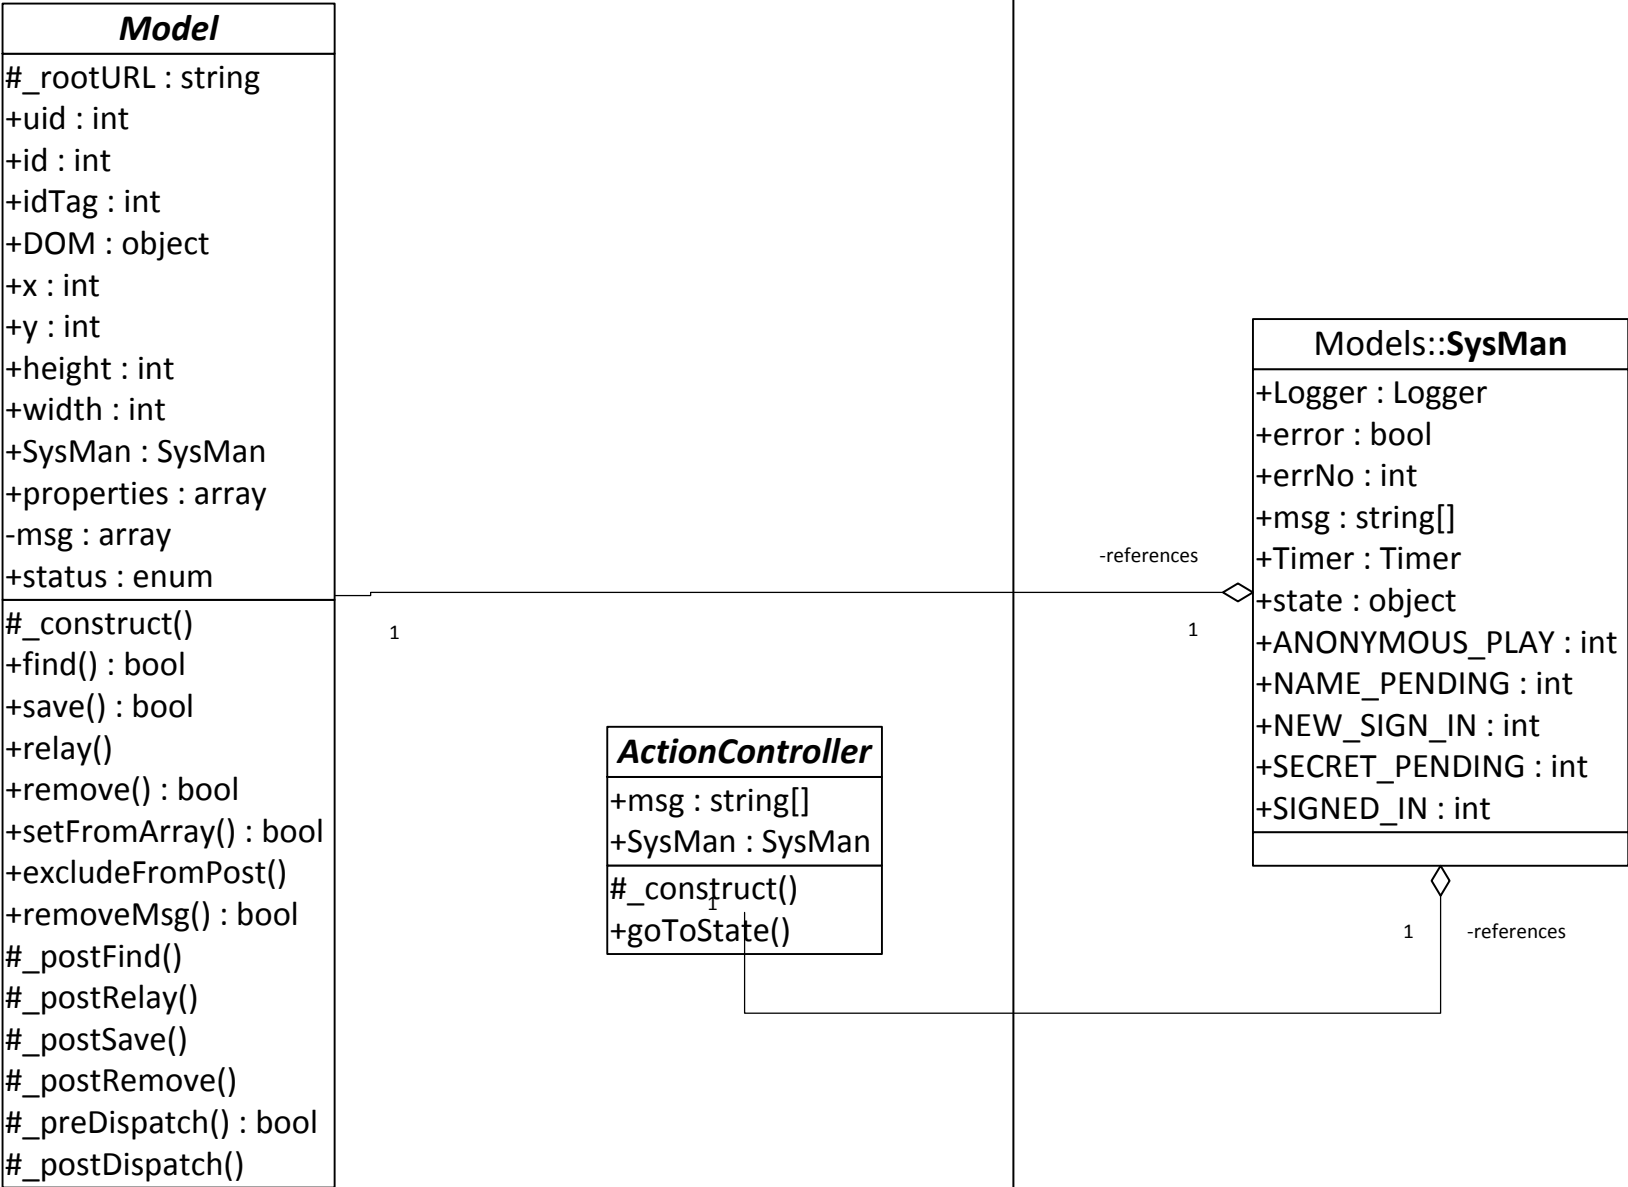 Model
#_rootURL : string
+uid : int
+id : int
+idTag : int
+DOM : object
+x : int
+y : int
+height : int
+width : int
+SysMan : SysMan
+properties : array
-msg : array
+status : enum
#_construct()
+find() : bool
+save() : bool
+relay()
+remove() : bool
+setFromArray() : bool
+excludeFromPost()
+removeMsg() : bool
#_postFind()
#_postRelay()
#_postSave()
#_postRemove()
#_preDispatch() : bool
#_postDispatch()
1
-references
1
ActionController
+msg : string[]
+SysMan : SysMan
#_construct()
1
+goToState()
Models::SysMan
+Logger : Logger
+error : bool
+errNo : int
+msg : string[]
+Timer : Timer
+state : object
+ANONYMOUS_PLAY : int
+NAME_PENDING : int
+NEW_SIGN_IN : int
+SECRET_PENDING : int
+SIGNED_IN : int
1
-references